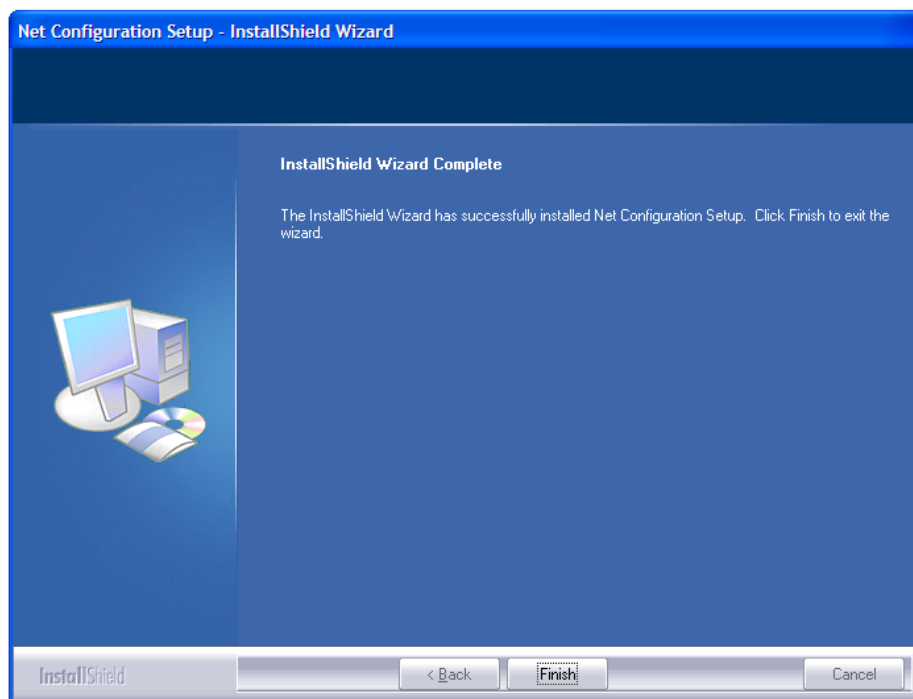 Net Configuration Setup - InstallShield Wizard
InstallShield Wizard Complete
The InstallShield Wizard has successfully installed Net Configuration Setup. Click Finish to exit the
wizard.
InstallShield
< Back
Finish
Cancel